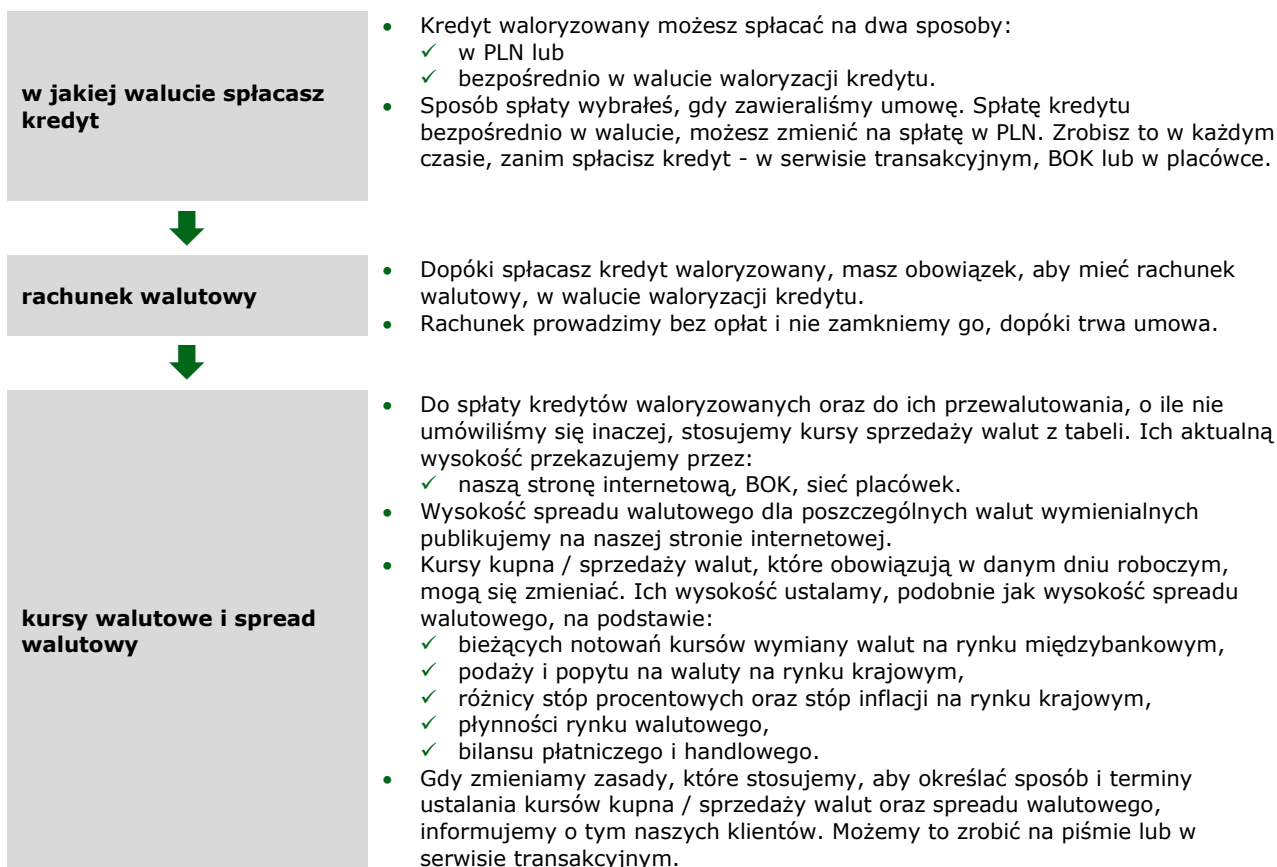 w jakiej walucie spłacasz
kredyt
• Kredyt waloryzowany możesz spłacać na dwa sposoby:
✓ w PLN lub
✓ bezpośrednio w walucie waloryzacji kredytu.
• Sposób spłaty wybrałeś, gdy zawieraliśmy umowę. Spłatę kredytu
bezpośrednio w walucie, możesz zmienić na spłatę w PLN. Zrobisz to w każdym
czasie, zanim spłacisz kredyt - w serwisie transakcyjnym, BOK lub w placówce.
rachunek walutowy
• Dopóki spłacasz kredyt waloryzowany, masz obowiązek, aby mieć rachunek
walutowy, w walucie waloryzacji kredytu.
• Rachunek prowadzimy bez opłat i nie zamkniemy go, dopóki trwa umowa.
kursy walutowe i spread
walutowy
• Do spłaty kredytów waloryzowanych oraz do ich przewalutowania, o ile nie
umówiliśmy się inaczej, stosujemy kursy sprzedaży walut z tabeli. Ich aktualną
wysokość przekazujemy przez:
✓ naszą stronę internetową, BOK, sieć placówek.
• Wysokość spreadu walutowego dla poszczególnych walut wymienialnych
publikujemy na naszej stronie internetowej.
• Kursy kupna / sprzedaży walut, które obowiązują w danym dniu roboczym,
mogą się zmieniać. Ich wysokość ustalamy, podobnie jak wysokość spreadu
walutowego, na podstawie:
✓ bieżących notowań kursów wymiany walut na rynku międzybankowym,
✓ podaży i popytu na waluty na rynku krajowym,
✓ różnicy stóp procentowych oraz stóp inflacji na rynku krajowym,
✓ płynności rynku walutowego,
✓ bilansu płatniczego i handlowego.
• Gdy zmieniamy zasady, które stosujemy, aby określać sposób i terminy
ustalania kursów kupna / sprzedaży walut oraz spreadu walutowego,
informujemy o tym naszych klientów. Możemy to zrobić na piśmie lub w
serwisie transakcyjnym.